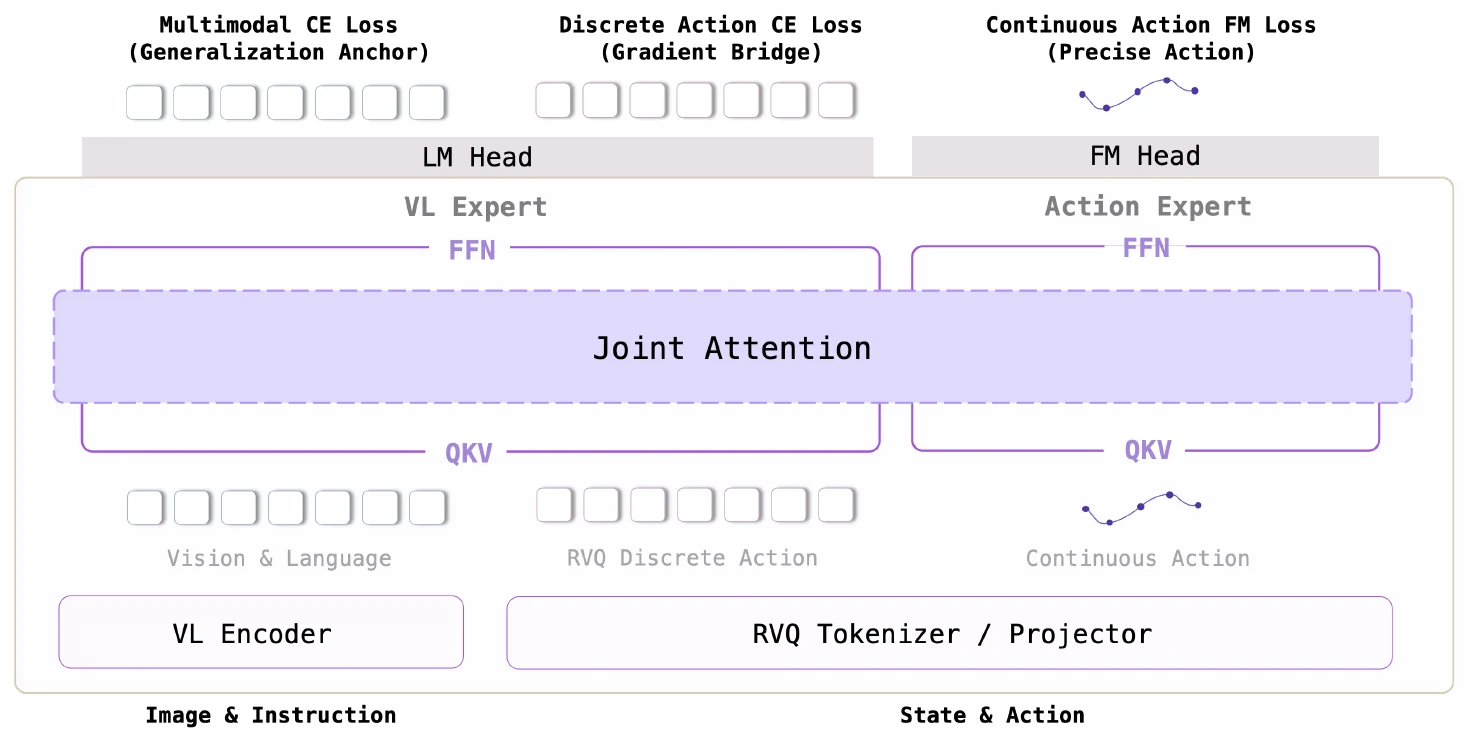 Multimodal CE Loss
(Generalization Anchor)
Discrete Action CE Loss
(Gradient Bridge)
Continuous Action FM Loss
(Precise Action)
LM Head
FM Head
VL Expert
Action Expert
FFN
FFN
Joint Attention
QKV
QKV
Vision & Language
RVQ Discrete Action
Continuous Action
VL Encoder
RVQ Tokenizer / Projector
Image & Instruction
State & Action